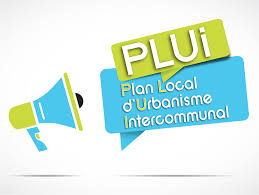 PLUi
Plan Local
d'Urbanisme
Intercommunal